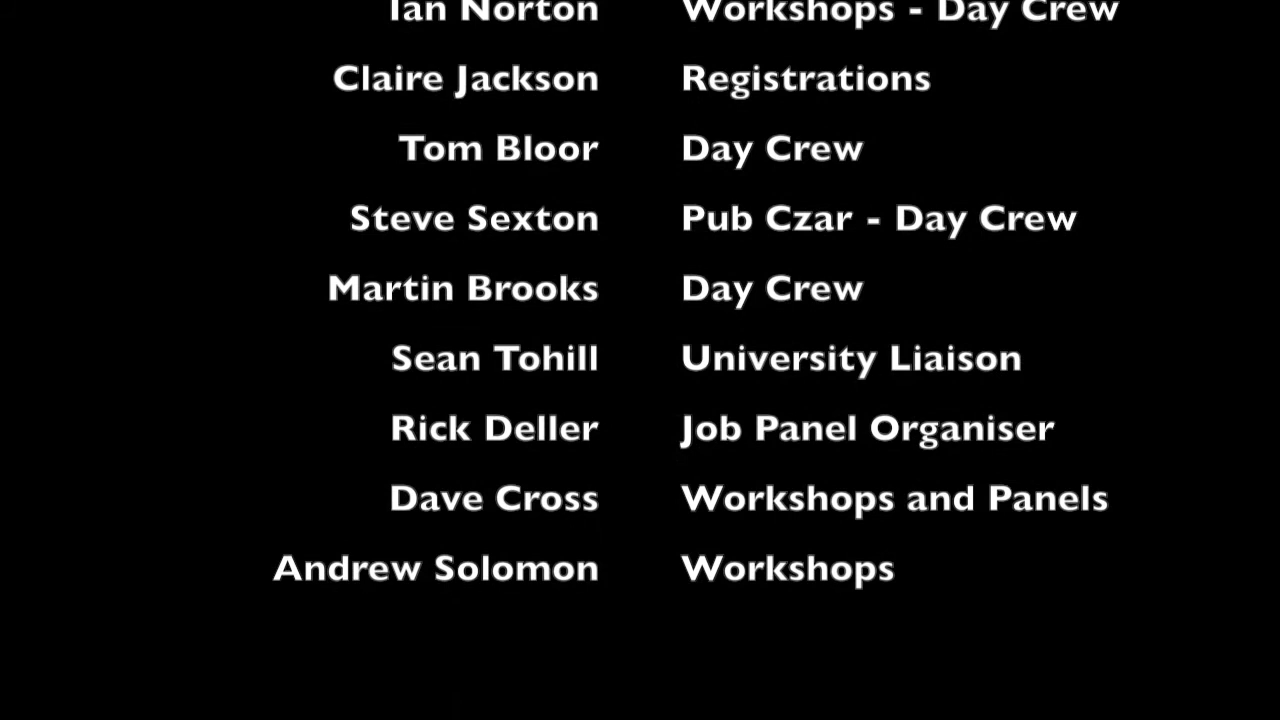 Ian Norton Workshops - Day Crew
Claire Jackson Registrations
Tom Bloor Day Crew
Steve Sexton Pub Czar - Day Crew
Martin Brooks Day Crew
Sean Tohill University Liaison
Rick Deller Job Panel Organiser
Dave Cross Workshops and Panels
Andrew Solomon Workshops